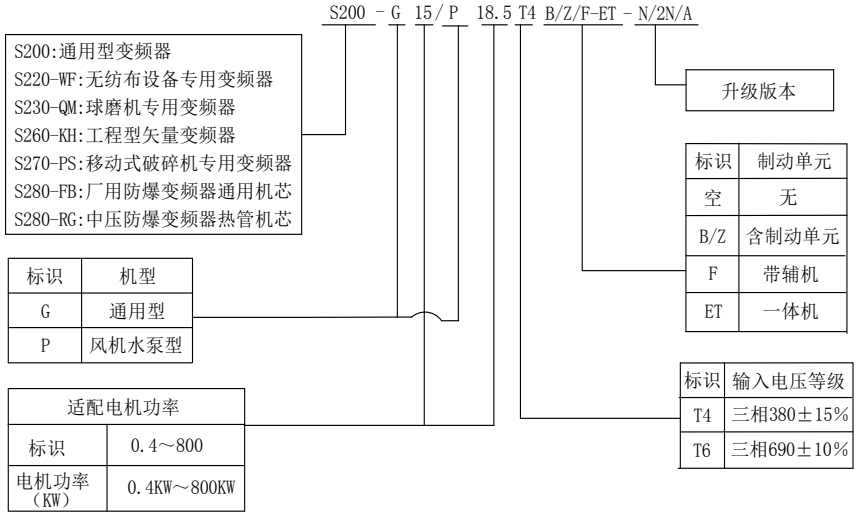 S200 - G 15/P 18.5 T4 B/Z/F-ET - N/2N/A
S200:通用型变频器
S220-WF:无纺布设备专用变频器
S230-QM:球磨机专用变频器
S260-KH:工程型矢量变频器
S270-PS:移动式破碎机专用变频器
S280-FB:厂用防爆变频器通用机芯
S280-RG:中压防爆变频器热管机芯
升级版本
标识 制动单元
空 无
B/Z 含制动单元
F 带辅机
ET 一体机
标识 机型
G 通用型
P 风机水泵型
标识 输入电压等级
T4 三相380±15%
T6 三相690±10%
适配电机功率
标识 0.4～800
电机功率
（KW） 0.4KW～800KW